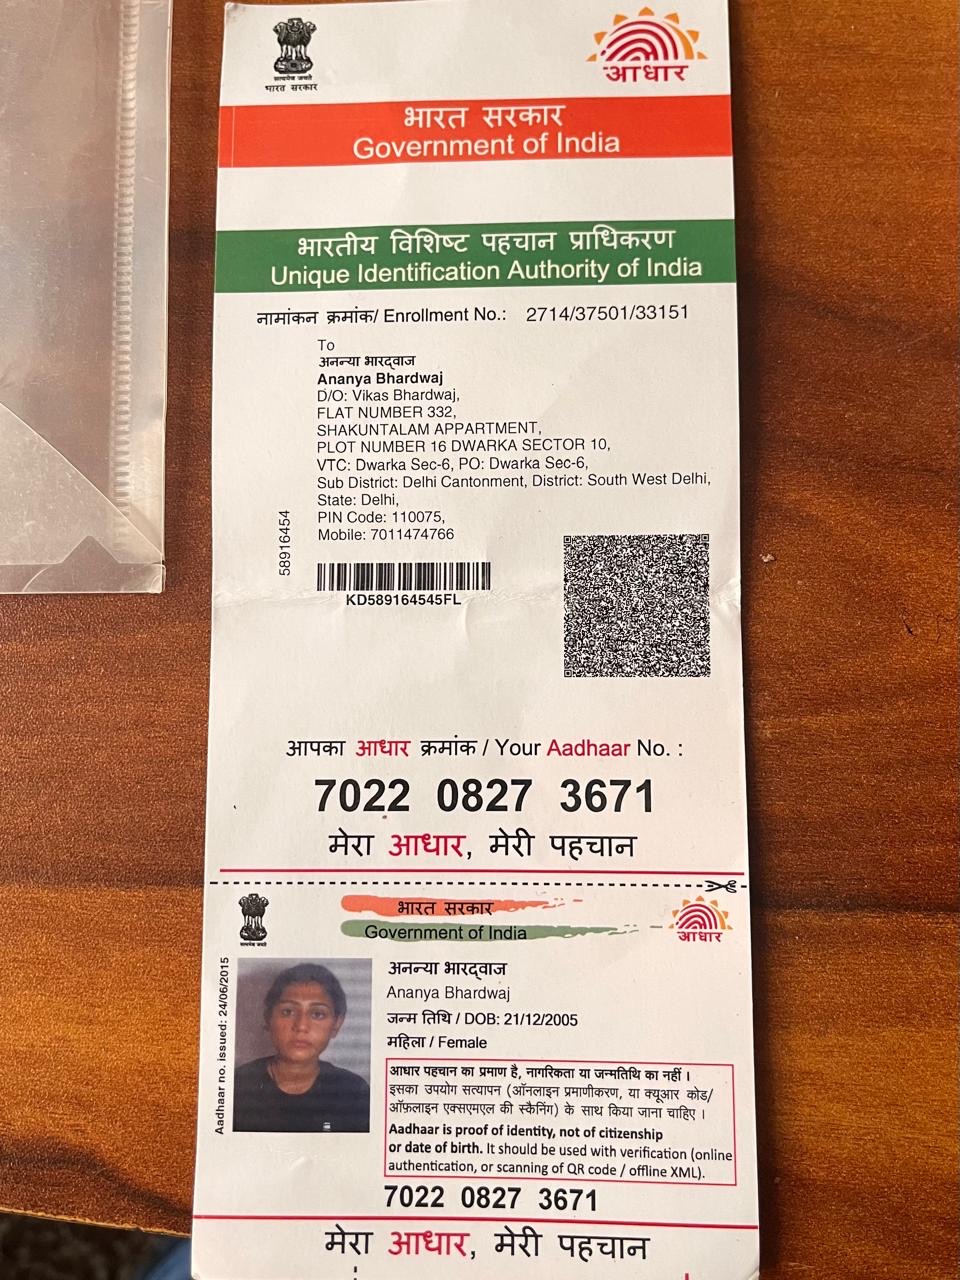 सत्यमेव जयते
भारत सरकार
आधार
भारत सरकार
Government of India
भारतीय विशिष्ट पहचान प्राधिकरण
Unique Identification Authority of India
नामांकन क्रमांक/ Enrollment No.: 2714/37501/33151
To
अनन्या भारद्वाज
Ananya Bhardwaj
D/O: Vikas Bhardwaj,
FLAT NUMBER 332,
SHAKUNTALAM APPARTMENT,
PLOT NUMBER 16 DWARKA SECTOR 10,
VTC: Dwarka Sec-6, PO: Dwarka Sec-6,
Sub District: Delhi Cantonment, District: South West Delhi,
State: Delhi,
PIN Code: 110075,
Mobile: 7011474766
58916454
KD589164545FL
आपका आधार क्रमांक / Your Aadhaar No. :
7022 0827 3671
मेरा आधार, मेरी पहचान
सत्यमेव जयते
भारत सरकार
Government of India
आधार
Aadhaar no. issued: 24/06/2015
अनन्या भारद्वाज
Ananya Bhardwaj
जन्म तिथि / DOB: 21/12/2005
महिला / Female
आधार पहचान का प्रमाण है, नागरिकता या जन्मतिथि का नहीं ।
इसका उपयोग सत्यापन (ऑनलाइन प्रमाणीकरण, या क्यूआर कोड/
ऑफ़लाइन एक्सएमएल की स्कैनिंग) के साथ किया जाना चाहिए ।
Aadhaar is proof of identity, not of citizenship
or date of birth. It should be used with verification (online
authentication, or scanning of QR code / offline XML).
7022 0827 3671
मेरा आधार, मेरी पहचान